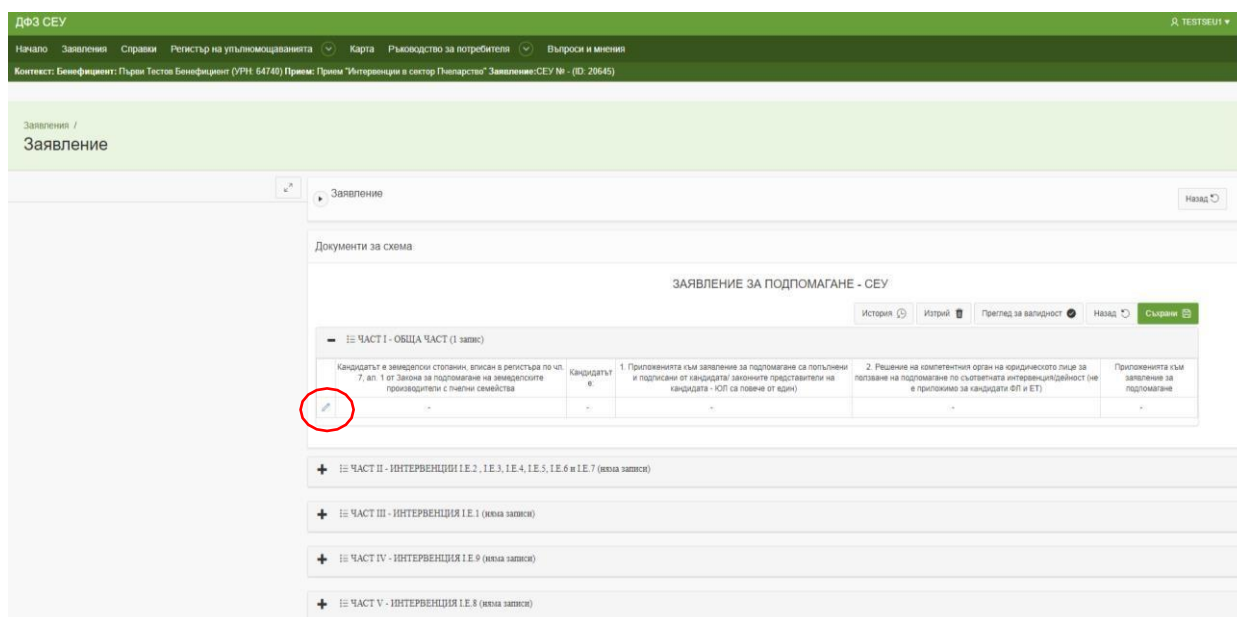 ДФЗ СЕУ
TESTSEU1
Начало Заявления Справки Регистър на упълномощаванията Карта Ръководство за потребителя Въпроси и мнения
Контекст: Бенефициент: Първи Тестов Бенефициент (УРН: 64740) Прием: Прием "Интервенции в сектор Пчеларство" Заявление:СЕУ № - (ID: 20645)
Заявления /
Заявление
Заявление
Назад
Документи за схема
ЗАЯВЛЕНИЕ ЗА ПОДПОМАГАНЕ - СЕУ
История Изтрий Преглед за валидност Назад Съхрани
ЧАСТ I - ОБЩА ЧАСТ (1 запис)
Кандидатът е земеделски стопанин, вписан в регистъра по чл.
7, ал. 1 от Закона за подпомагане на земеделските
производители с пчелни семейства
Кандидатът
е:
1. Приложенията към заявление за подпомагане са попълнени
и подписани от кандидата/ законните представители на
кандидата - ЮЛ са повече от един)
2. Решение на компетентния орган на юридическото лице за
ползване на подпомагане по съответната интервенция/дейност (не
е приложимо за кандидати ФЛ и ЕТ)
Приложенията към
заявление за
подпомагане
- - - - -
ЧАСТ II - ИНТЕРВЕНЦИИ I.E.2 , I.E.3, I.E.4, I.E.5, I.E.6 и I.E.7 (няма записи)
ЧАСТ III - ИНТЕРВЕНЦИЯ I.E.1 (няма записи)
ЧАСТ IV - ИНТЕРВЕНЦИЯ I.E.9 (няма записи)
ЧАСТ V - ИНТЕРВЕНЦИЯ I.E.8 (няма записи)